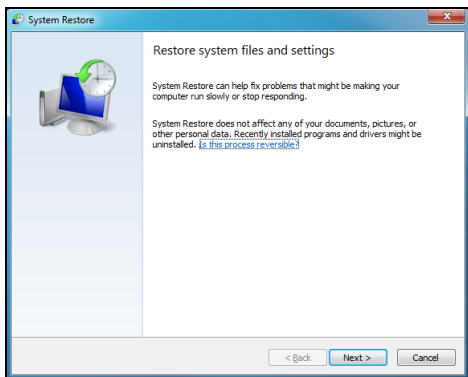 System Restore
Restore system files and settings
System Restore can help fix problems that might be making your
computer run slowly or stop responding.
System Restore does not affect any of your documents, pictures, or
other personal data. Recently installed programs and drivers might be
uninstalled. Is this process reversible?
< Back Next > Cancel